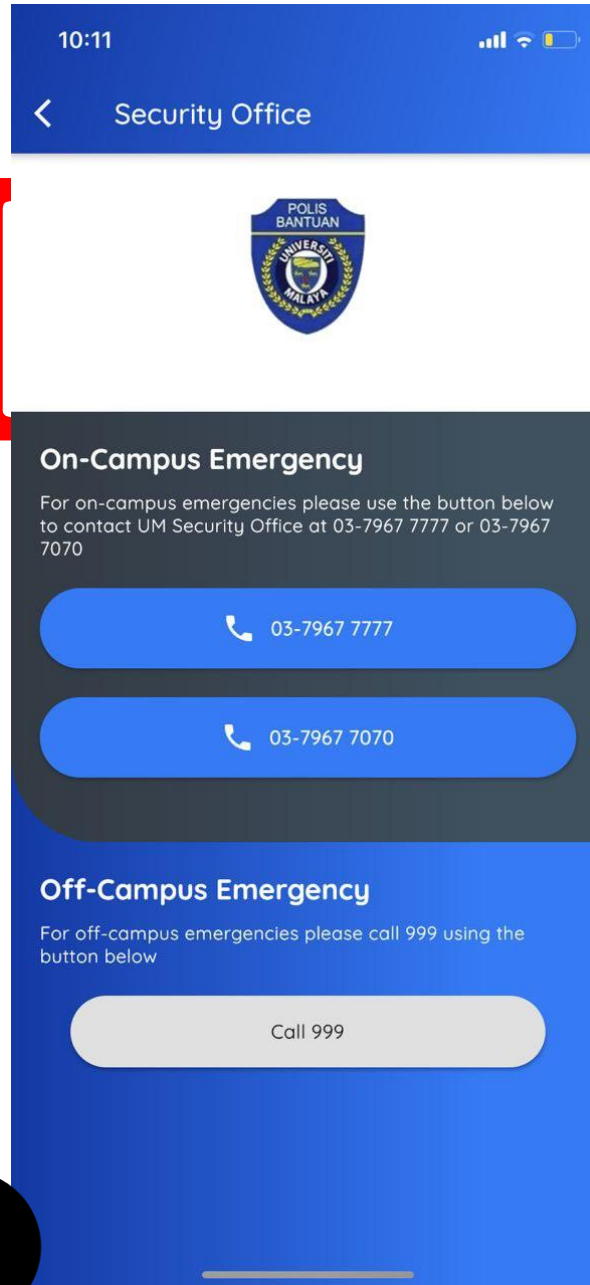 10:11
Security Office
POLIS
BANTUAN
UNIVERSITI
MALAYA
On-Campus Emergency
For on-campus emergencies please use the button below
to contact UM Security Office at 03-7967 7777 or 03-7967
7070
03-7967 7777
03-7967 7070
Off-Campus Emergency
For off-campus emergencies please call 999 using the
button below
Call 999